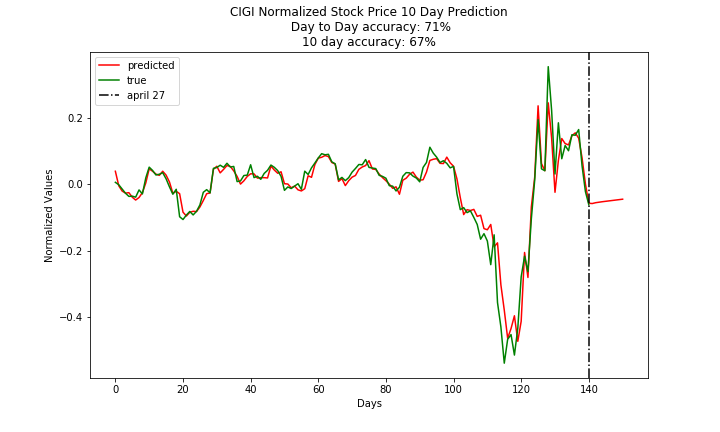 CIGI Normalized Stock Price 10 Day Prediction
Day to Day accuracy: 71%
10 day accuracy: 67%
predicted
true
april 27
Normalized Values
0.2
0.0
−0.2
−0.4
0 20 40 60 80 100 120 140
Days